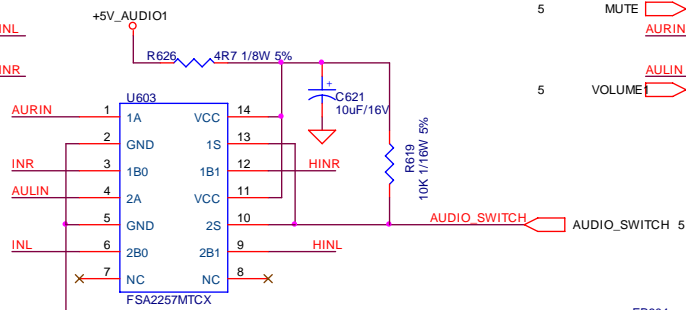 +5V_AUDIO1
5 MUTE
INL
AURIN
R626 4R7 1/8W 5%
INR
AULIN
5 VOLUME1
+
C621
10uF/16V
U603
AURIN 1 1A VCC 14
2 GND 1S 13
INR 3 1B0 1B1 12 HINR
AULIN 4 2A VCC 11
5 GND 2S 10
INL 6 2B0 2B1 9 HINL
7 NC NC 8
FSA2257MTCX
R619
10K 1/16W 5%
AUDIO_SWITCH
AUDIO_SWITCH 5